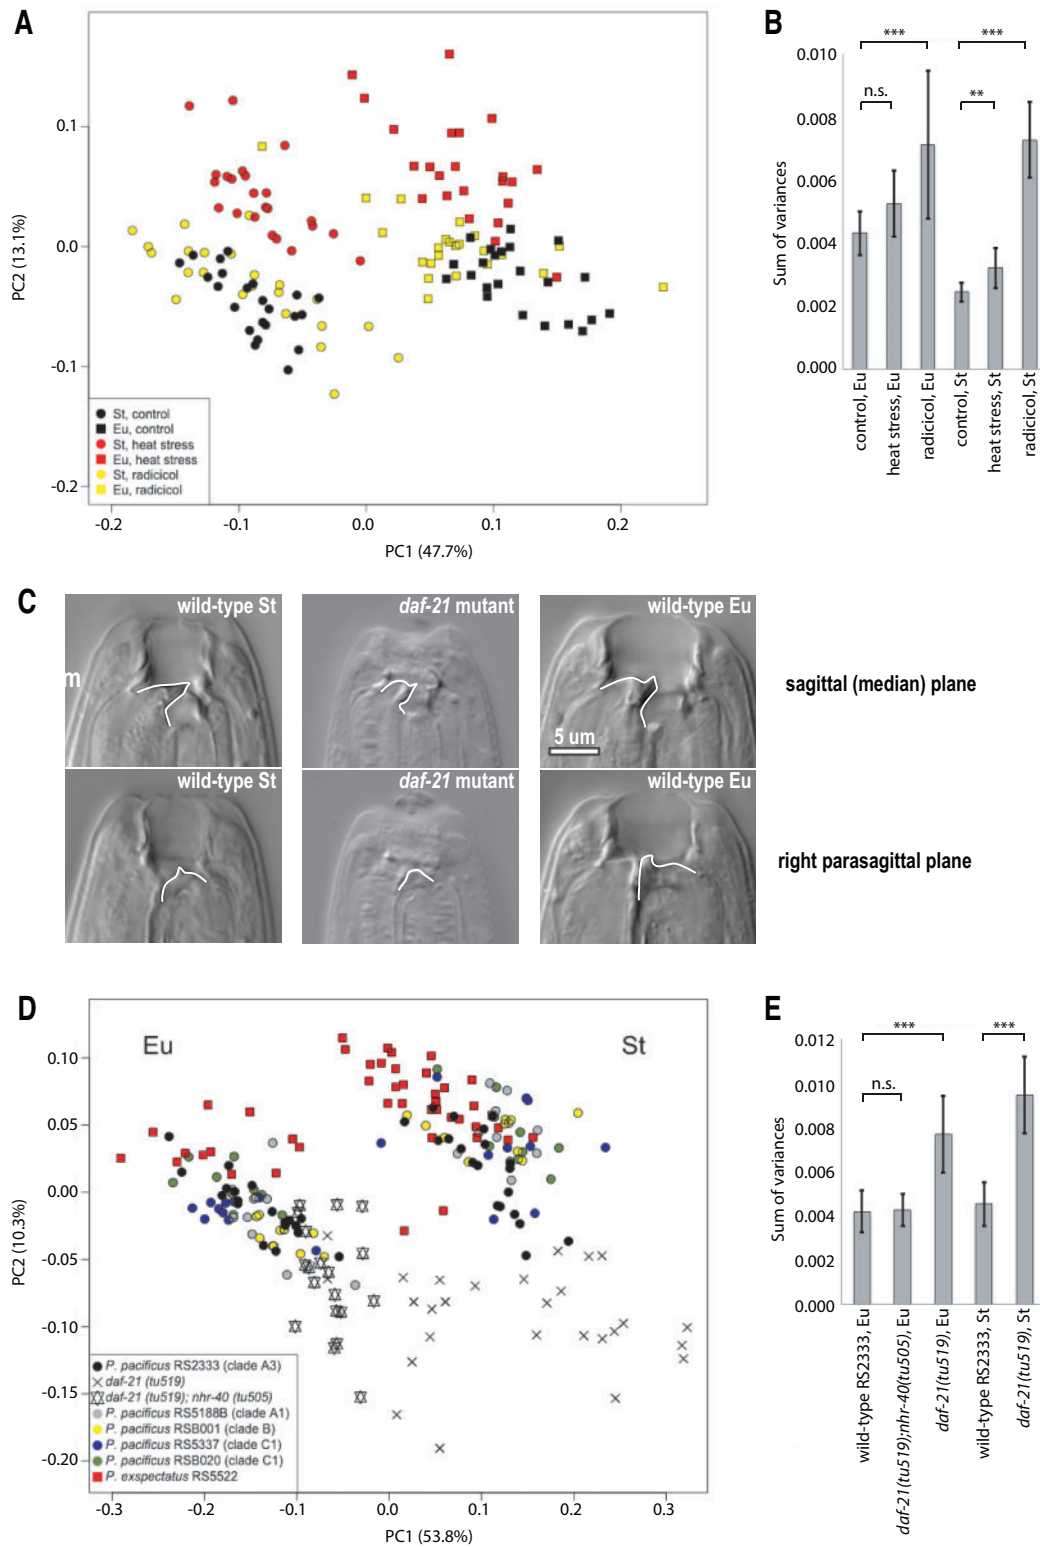 A
PC2 (13.1%)
0.1
0.0
-0.1
-0.2
St, control
Eu, control
St, heat stress
Eu, heat stress
St, radicicol
Eu, radicicol
-0.2
-0.1
0.0
0.1
0.2
PC1 (47.7%)
B
***
***
n.s.
**
Sum of variances
0.010
0.008
0.006
0.004
0.002
0.000
control, Eu
heat stress, Eu
radicicol, Eu
control, St
heat stress, St
radicicol, St
C
wild-type St
daf-21 mutant
wild-type Eu
m
5 um
sagittal (median) plane
wild-type St
daf-21 mutant
wild-type Eu
right parasagittal plane
D
Eu
St
PC2 (10.3%)
0.10
0.05
0.00
-0.05
-0.10
-0.15
-0.20
P. pacificus RS2333 (clade A3)
daf-21 (tu519)
daf-21 (tu519); nhr-40 (tu505)
P. pacificus RS5188B (clade A1)
P. pacificus RSB001 (clade B)
P. pacificus RS5337 (clade C1)
P. pacificus RSB020 (clade C1)
P. exspectatus RS5522
-0.3
-0.2
-0.1
0.0
0.1
0.2
0.3
PC1 (53.8%)
E
***
***
n.s.
Sum of variances
0.012
0.010
0.008
0.006
0.004
0.002
0.000
wild-type RS2333, Eu
daf-21(tu519);nhr-40(tu505), Eu
daf-21(tu519), Eu
wild-type RS2333, St
daf-21(tu519), St